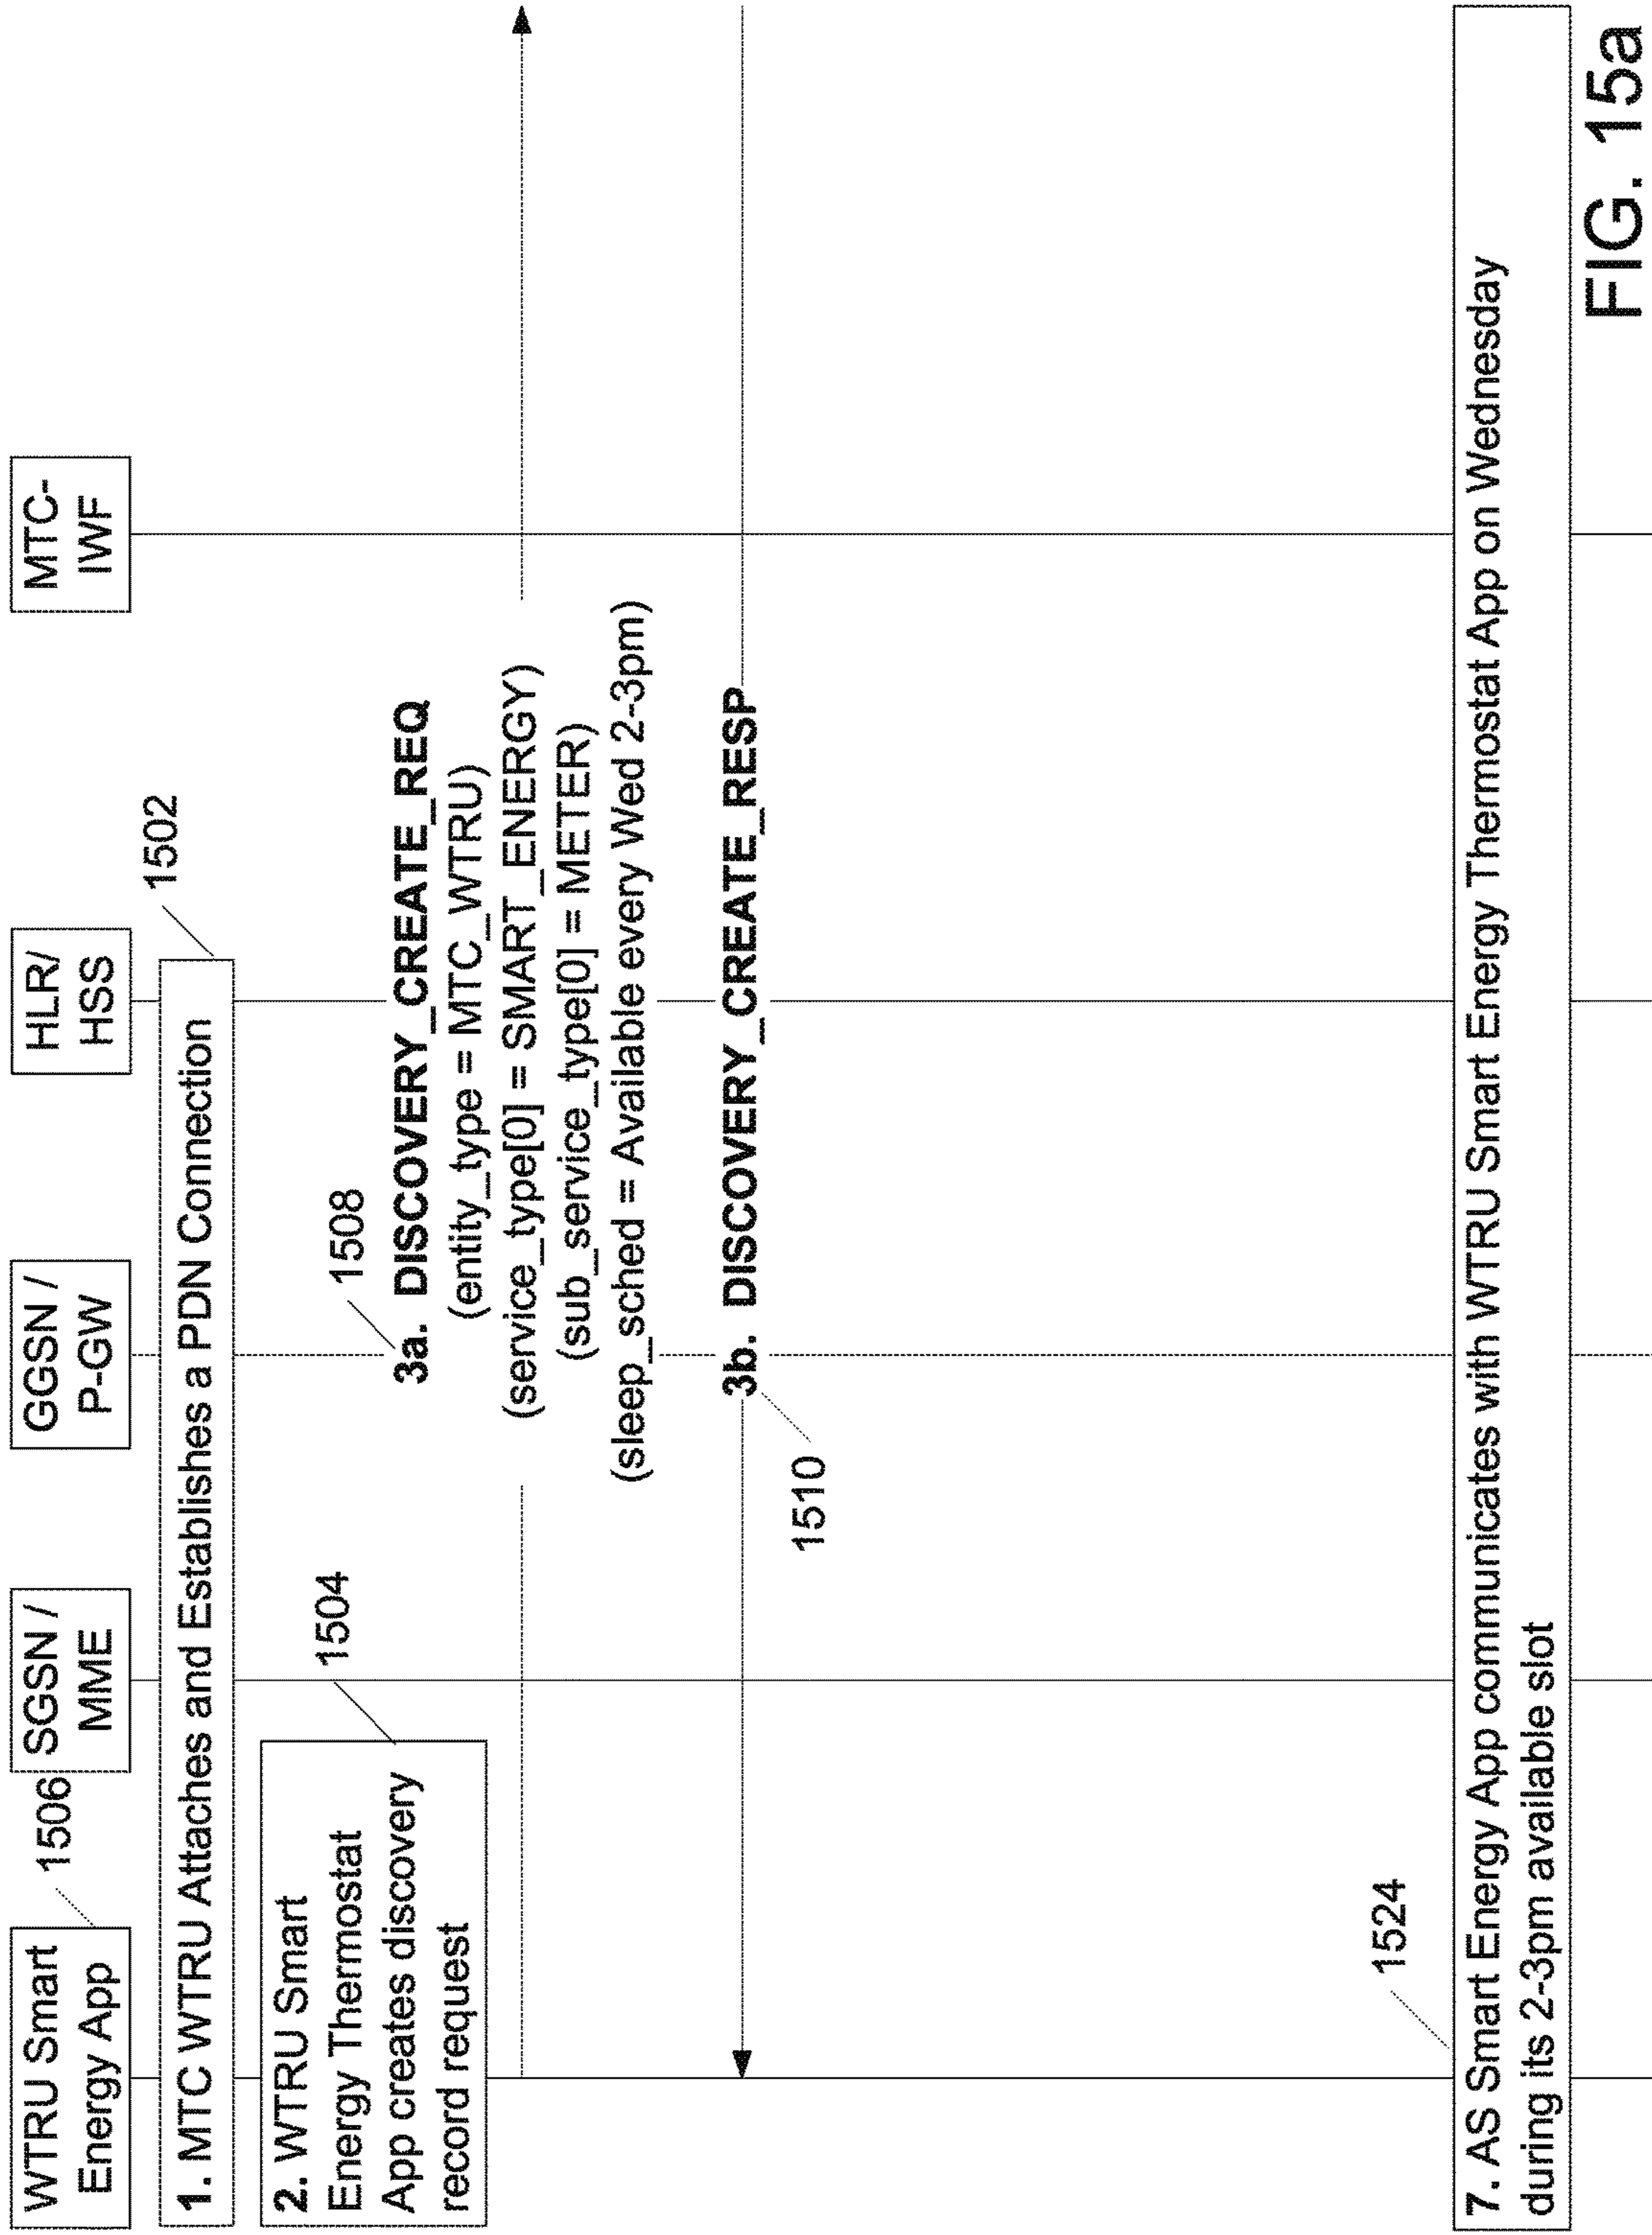 WTRU Smart
Energy App
1506
SGSN /
MME
GGSN /
P-GW
HLR/
HSS
MTC-
IWF
1. MTC WTRU Attaches and Establishes a PDN Connection
1502
2. WTRU Smart
Energy Thermostat
App creates discovery
record request
1504
1508
3a. DISCOVERY_CREATE_REQ
(entity_type = MTC_WTRU)
(service_type[0] = SMART_ENERGY)
(sub_service_type[0] = METER)
(sleep_sched = Available every Wed 2-3pm)
3b. DISCOVERY_CREATE_RESP
1510
1524
7. AS Smart Energy App communicates with WTRU Smart Energy Thermostat App on Wednesday
during its 2-3pm available slot
FIG. 15a